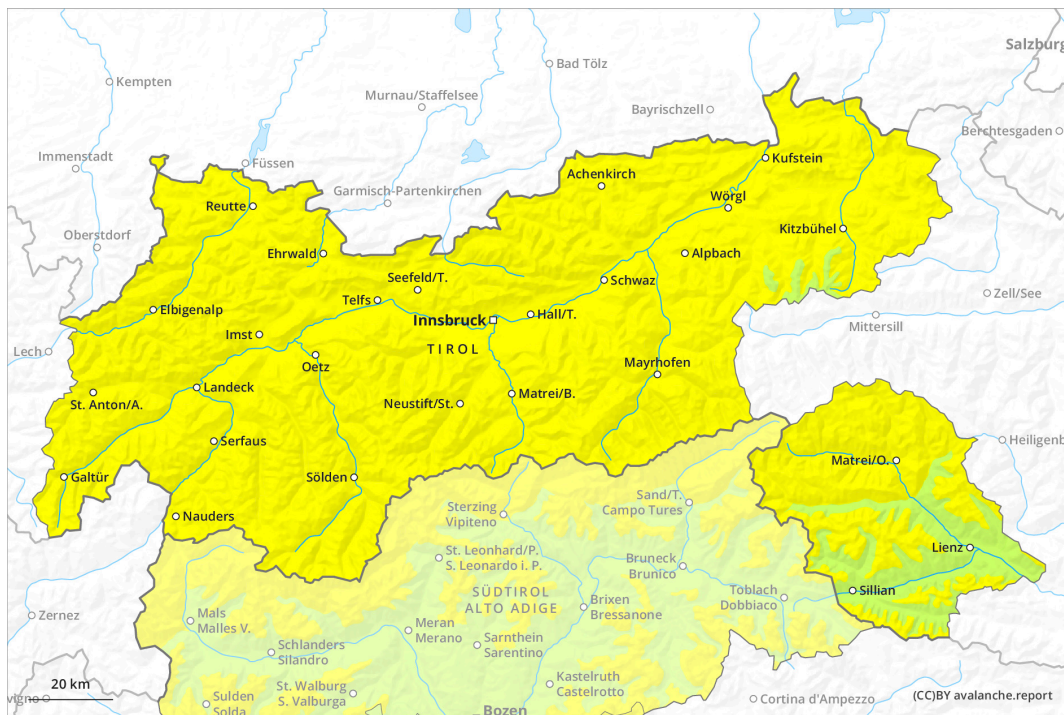 Salzburg
Kempten
Bad Tölz
Murnau/Staffelsee
Bayrischzell
Berchtesgaden
Immenstadt
Füssen
Kufstein
Achenkirch
Garmisch-Partenkirchen
Wörgl
Reutte
Oberstdorf
Kitzbühel
Ehrwald
Alpbach
Seefeld/T.
Schwaz
Telfs
Zell/See
Elbigenalp
Innsbruck
Hall/T.
Mittersill
Imst
TIROL
Lech
Oetz
Mayrhofen
Landeck
St. Anton/A.
Neustift/St.
Matrei/B.
Serfaus
Heiligenb
Matrei/O.
Galtür
Sölden
Sand/T.
Campo Tures
Sterzing
Vipiteno
Nauders
Lienz
St. Leonhard/P.
S. Leonardo i. P.
Bruneck
Brunico
SÜDTIROL
ALTO ADIGE
Sillian
Toblach
Dobbiaco
Zernez
Mals
Malles V.
Brixen
Bressanone
Meran
Merano
Sarnthein
Sarentino
Schlanders
Silandro
20 km
Kastelruth
Castelrotto
St. Walburg
S. Valburga
vigno
Sulden
Solda
Cortina d'Ampezzo
(CC)BY avalanche.report
Bozen